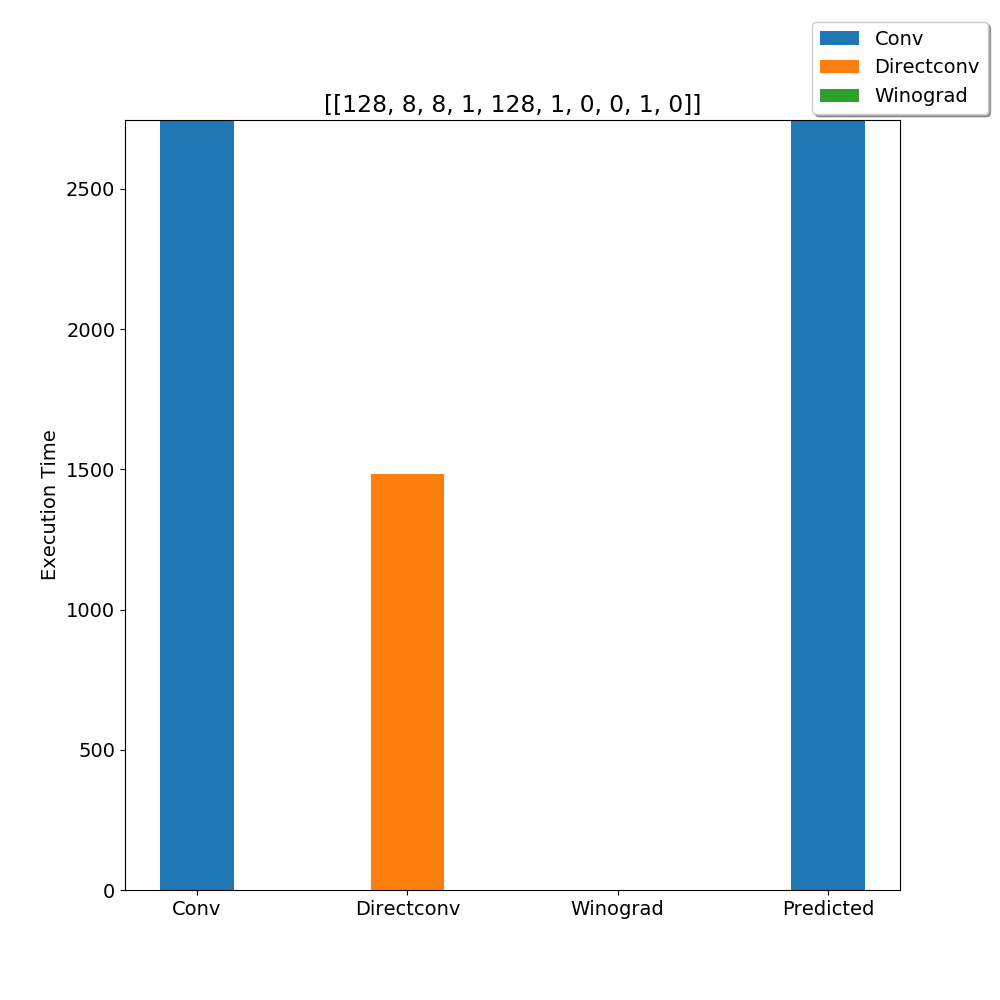 Conv
Directconv
Winograd
[[128, 8, 8, 1, 128, 1, 0, 0, 1, 0]]
2500
2000
1500
1000
500
0
Execution Time
Conv Directconv Winograd Predicted